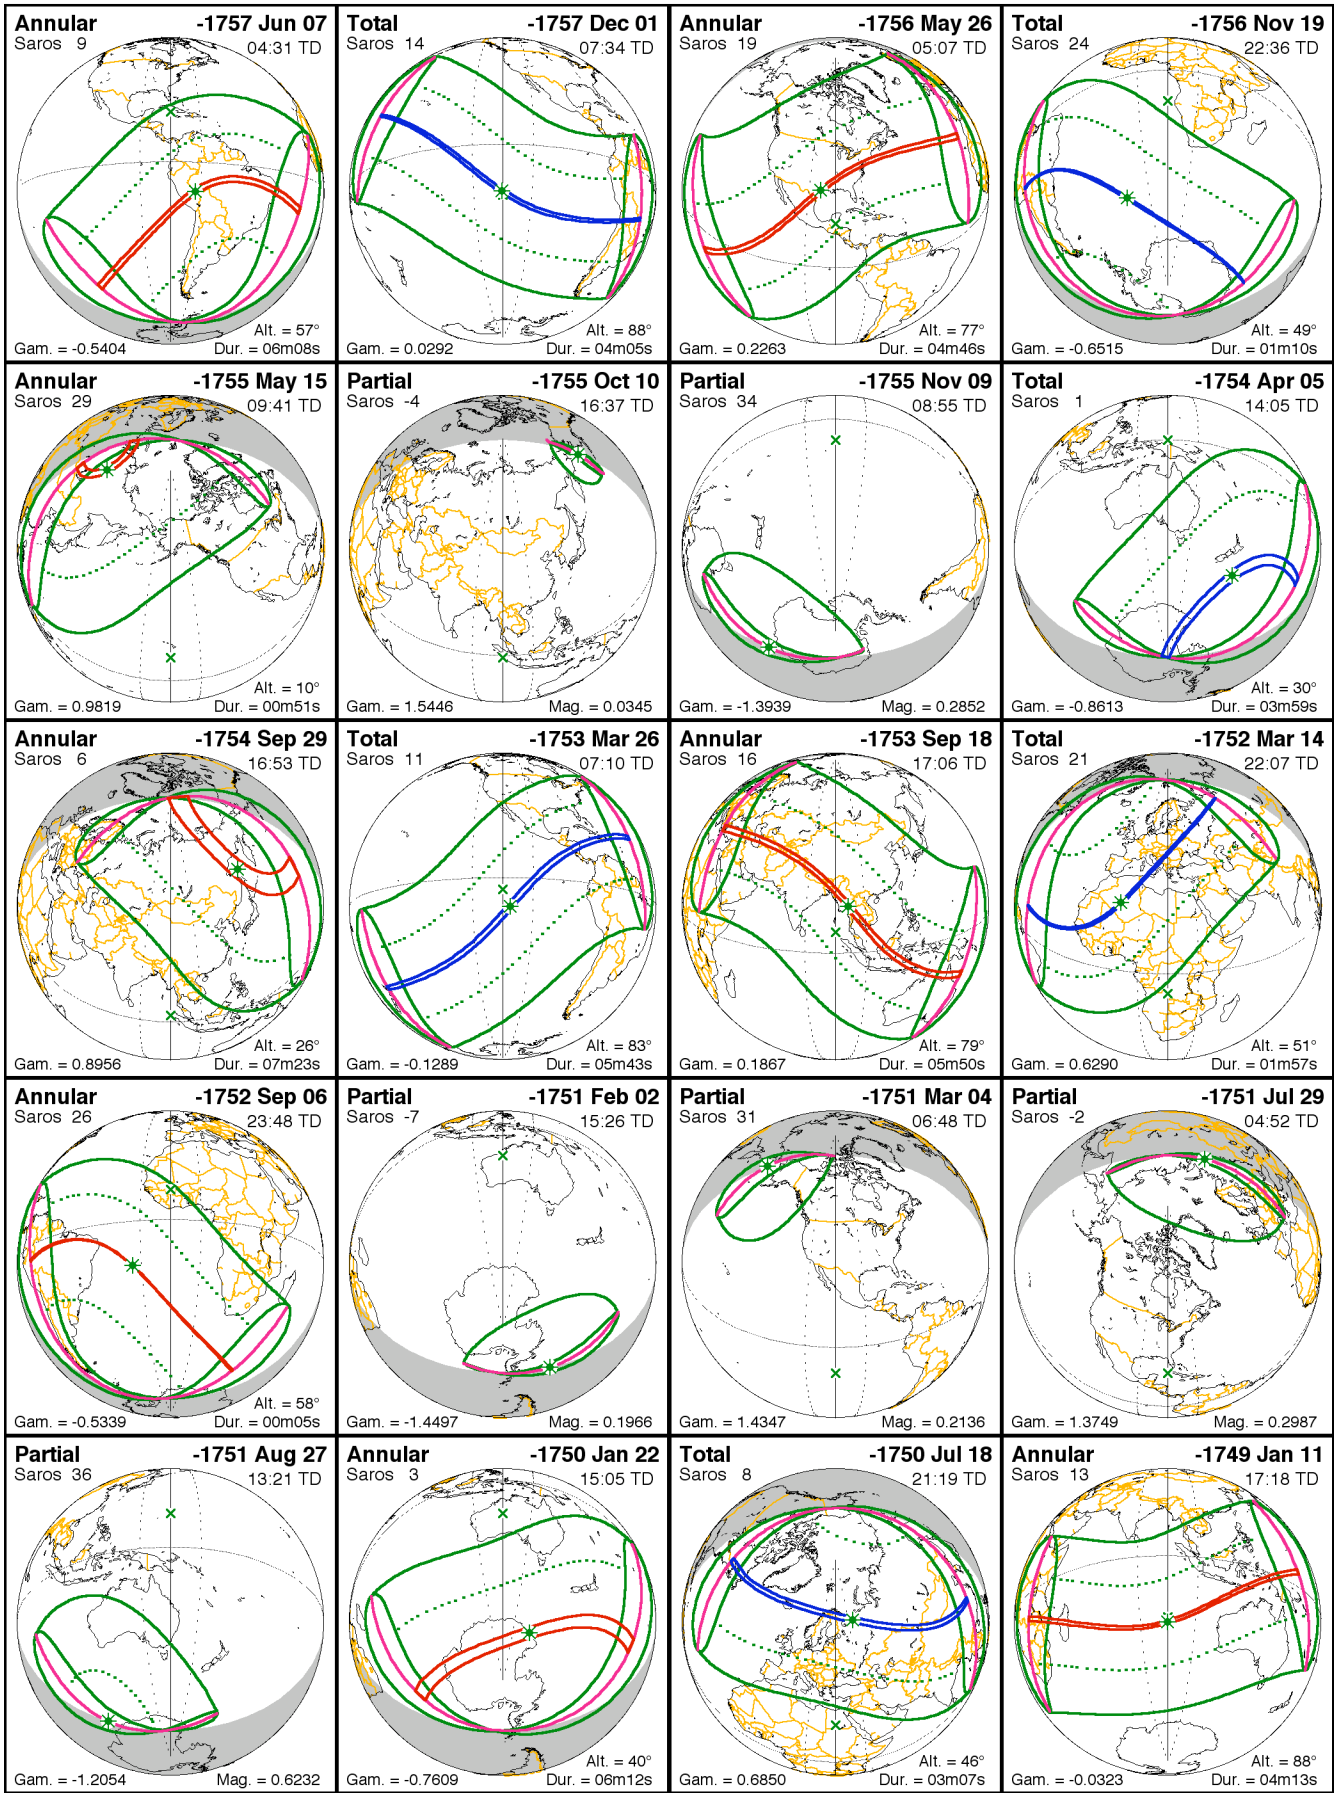 Annular -1757 Jun 07
Saros 9 04:31 TD
Alt. = 57°
Gam. = -0.5404 Dur. = 06m08s
Total -1757 Dec 01
Saros 14 07:34 TD
Alt. = 88°
Gam. = 0.0292 Dur. = 04m05s
Annular -1756 May 26
Saros 19 05:07 TD
Alt. = 77°
Gam. = 0.2263 Dur. = 04m46s
Total -1756 Nov 19
Saros 24 22:36 TD
Alt. = 49°
Gam. = -0.6515 Dur. = 01m10s
Annular -1755 May 15
Saros 29 09:41 TD
Alt. = 10°
Gam. = 0.9819 Dur. = 00m51s
Partial -1755 Oct 10
Saros -4 16:37 TD
Gam. = 1.5446 Mag. = 0.0345
Partial -1755 Nov 09
Saros 34 08:55 TD
Gam. = -1.3939 Mag. = 0.2852
Total -1754 Apr 05
Saros 1 14:05 TD
Alt. = 30°
Gam. = -0.8613 Dur. = 03m59s
Annular -1754 Sep 29
Saros 6 16:53 TD
Alt. = 26°
Gam. = 0.8956 Dur. = 07m23s
Total -1753 Mar 26
Saros 11 07:10 TD
Alt. = 83°
Gam. = -0.1289 Dur. = 05m43s
Annular -1753 Sep 18
Saros 16 17:06 TD
Alt. = 79°
Gam. = 0.1867 Dur. = 05m50s
Total -1752 Mar 14
Saros 21 22:07 TD
Alt. = 51°
Gam. = 0.6290 Dur. = 01m57s
Annular -1752 Sep 06
Saros 26 23:48 TD
Alt. = 58°
Gam. = -0.5339 Dur. = 00m05s
Partial -1751 Feb 02
Saros -7 15:26 TD
Gam. = -1.4497 Mag. = 0.1966
Partial -1751 Mar 04
Saros 31 06:48 TD
Gam. = 1.4347 Mag. = 0.2136
Partial -1751 Jul 29
Saros -2 04:52 TD
Gam. = 1.3749 Mag. = 0.2987
Partial -1751 Aug 27
Saros 36 13:21 TD
Gam. = -1.2054 Mag. = 0.6232
Annular -1750 Jan 22
Saros 3 15:05 TD
Alt. = 40°
Gam. = -0.7609 Dur. = 06m12s
Total -1750 Jul 18
Saros 8 21:19 TD
Alt. = 46°
Gam. = 0.6850 Dur. = 03m07s
Annular -1749 Jan 11
Saros 13 17:18 TD
Alt. = 88°
Gam. = -0.0323 Dur. = 04m13s